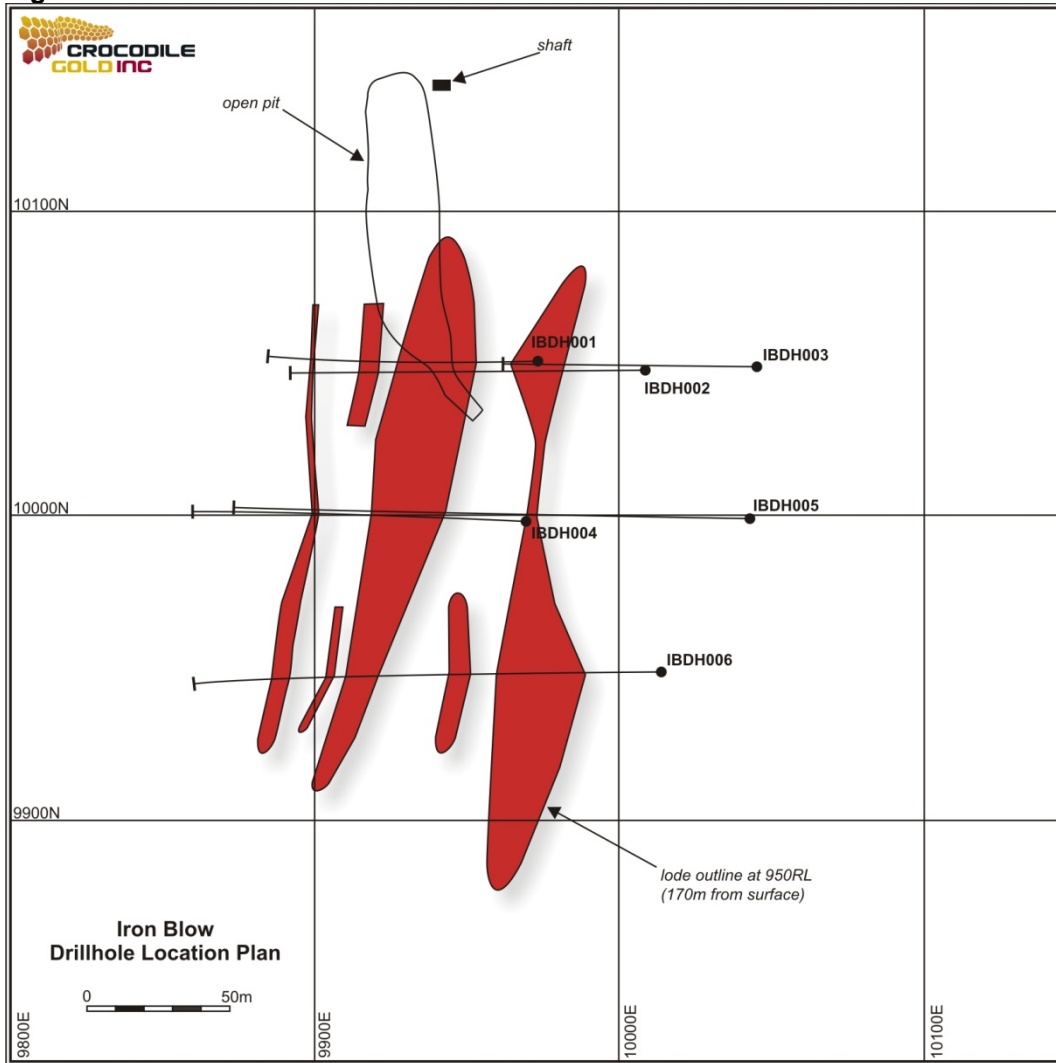 CROCODILE
GOLD INC
shaft
open pit
10100N
IBDH001
IBDH003
IBDH002
10000N
IBDH005
IBDH004
IBDH006
9900N
lode outline at 950RL
(170m from surface)
Iron Blow
Drillhole Location Plan
0 50m
9800E
9900E
10000E
10100E